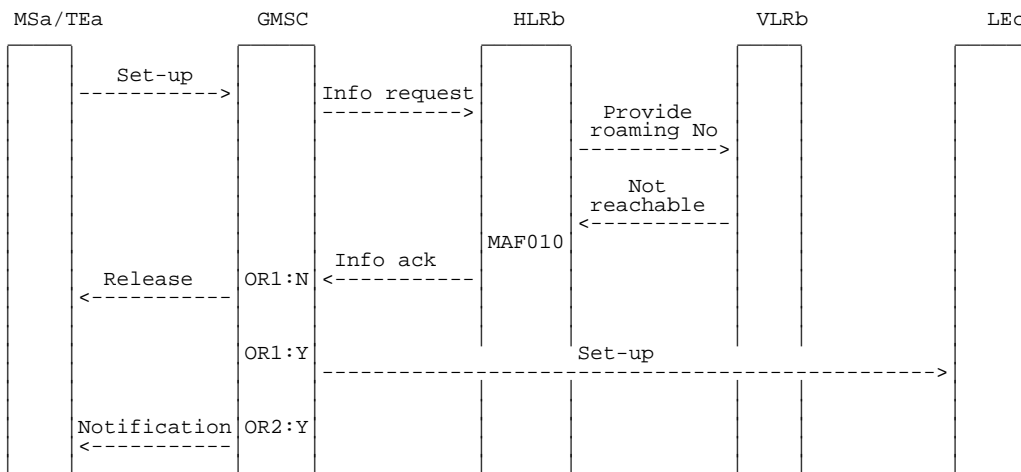 MSa/TEa GMSC HLRb VLRb LEc
Set-up
Info request
Provide
roaming No
Not
reachable
MAF010
Info ack
Release OR1:N
OR1:Y Set-up
Notification OR2:Y